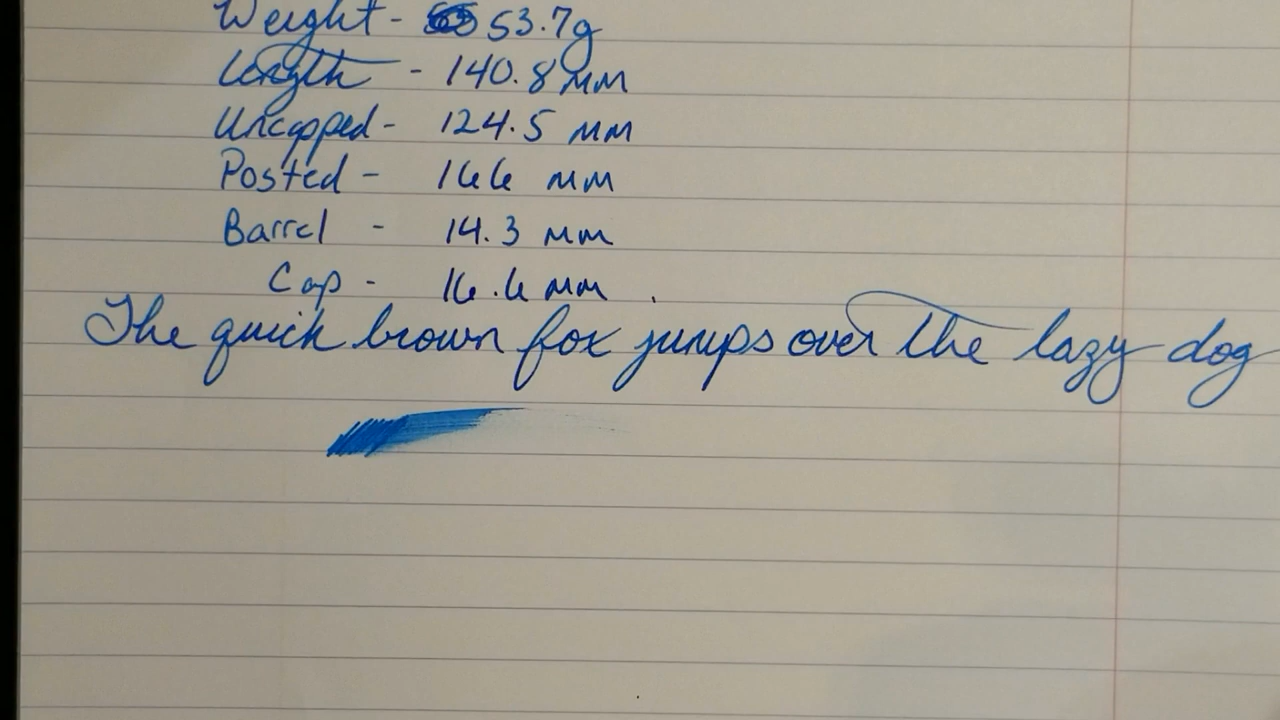 Weight - 53.7g
Length - 140.8 mm
Uncapped - 124.5 mm
Posted - 166 mm
Barrel - 14.3 mm
Cap - 16.6 mm .
The quick brown fox jumps over the lazy dog